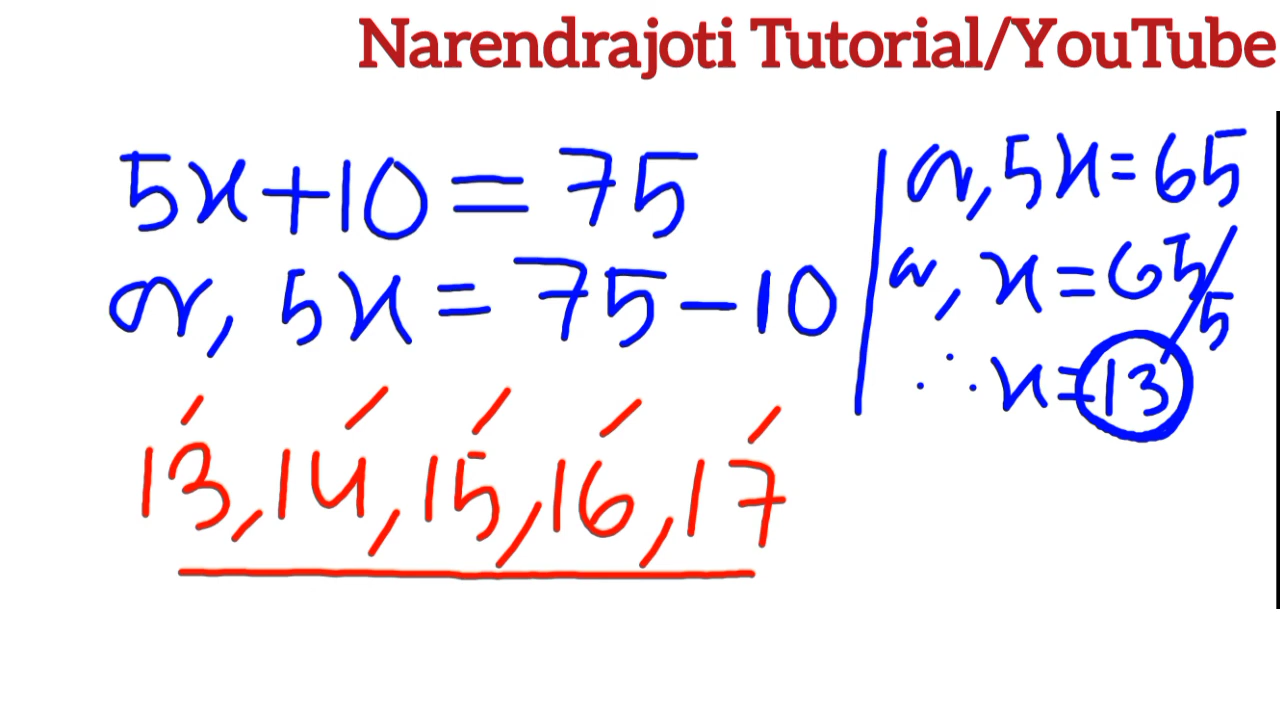 Narendrajoti Tutorial/YouTube
5x+10=75
or, 5x=75-10
or, 5x=65
or, x=65/5
∴x=13
13,14,15,16,17